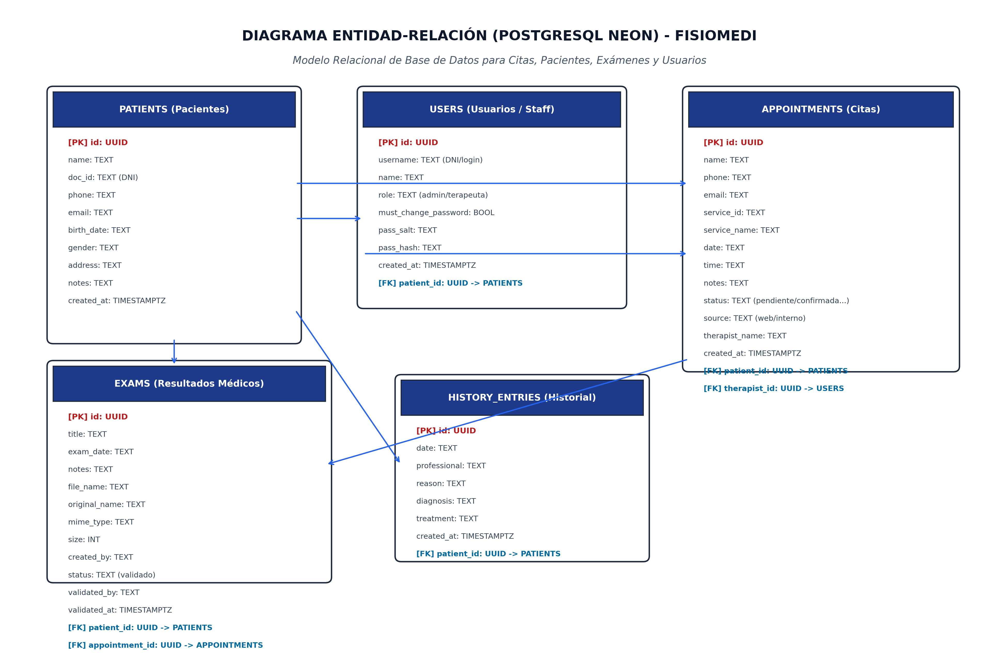 DIAGRAMA ENTIDAD-RELACIÓN (POSTGRESQL NEON) - FISIOMEDI
Modelo Relacional de Base de Datos para Citas, Pacientes, Exámenes y Usuarios
PATIENTS (Pacientes)
[PK] id: UUID
name: TEXT
doc_id: TEXT (DNI)
phone: TEXT
email: TEXT
birth_date: TEXT
gender: TEXT
address: TEXT
notes: TEXT
created_at: TIMESTAMPTZ
USERS (Usuarios / Staff)
[PK] id: UUID
username: TEXT (DNI/login)
name: TEXT
role: TEXT (admin/terapeuta)
must_change_password: BOOL
pass_salt: TEXT
pass_hash: TEXT
created_at: TIMESTAMPTZ
[FK] patient_id: UUID -> PATIENTS
APPOINTMENTS (Citas)
[PK] id: UUID
name: TEXT
phone: TEXT
email: TEXT
service_id: TEXT
service_name: TEXT
date: TEXT
time: TEXT
notes: TEXT
status: TEXT (pendiente/confirmada...)
source: TEXT (web/interno)
therapist_name: TEXT
created_at: TIMESTAMPTZ
[FK] patient_id: UUID -> PATIENTS
[FK] therapist_id: UUID -> USERS
EXAMS (Resultados Médicos)
[PK] id: UUID
title: TEXT
exam_date: TEXT
notes: TEXT
file_name: TEXT
original_name: TEXT
mime_type: TEXT
size: INT
created_by: TEXT
status: TEXT (validado)
validated_by: TEXT
validated_at: TIMESTAMPTZ
[FK] patient_id: UUID -> PATIENTS
[FK] appointment_id: UUID -> APPOINTMENTS
HISTORY_ENTRIES (Historial)
[PK] id: UUID
date: TEXT
professional: TEXT
reason: TEXT
diagnosis: TEXT
treatment: TEXT
created_at: TIMESTAMPTZ
[FK] patient_id: UUID -> PATIENTS